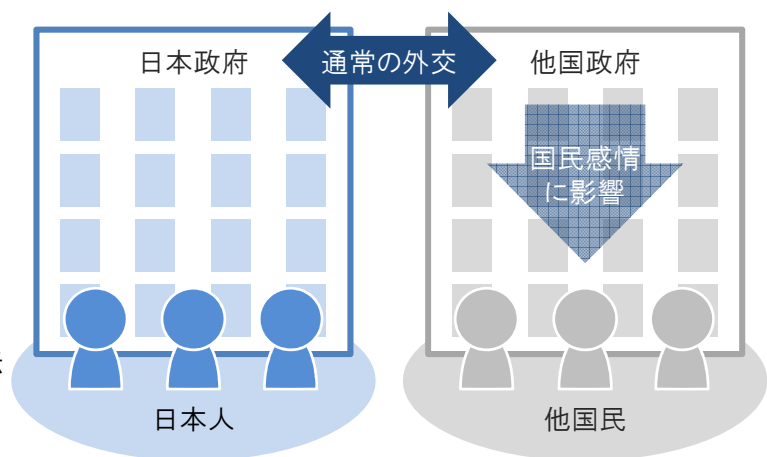 日本政府
通常の外交
他国政府
国民感情
に影響
日本人
他国民